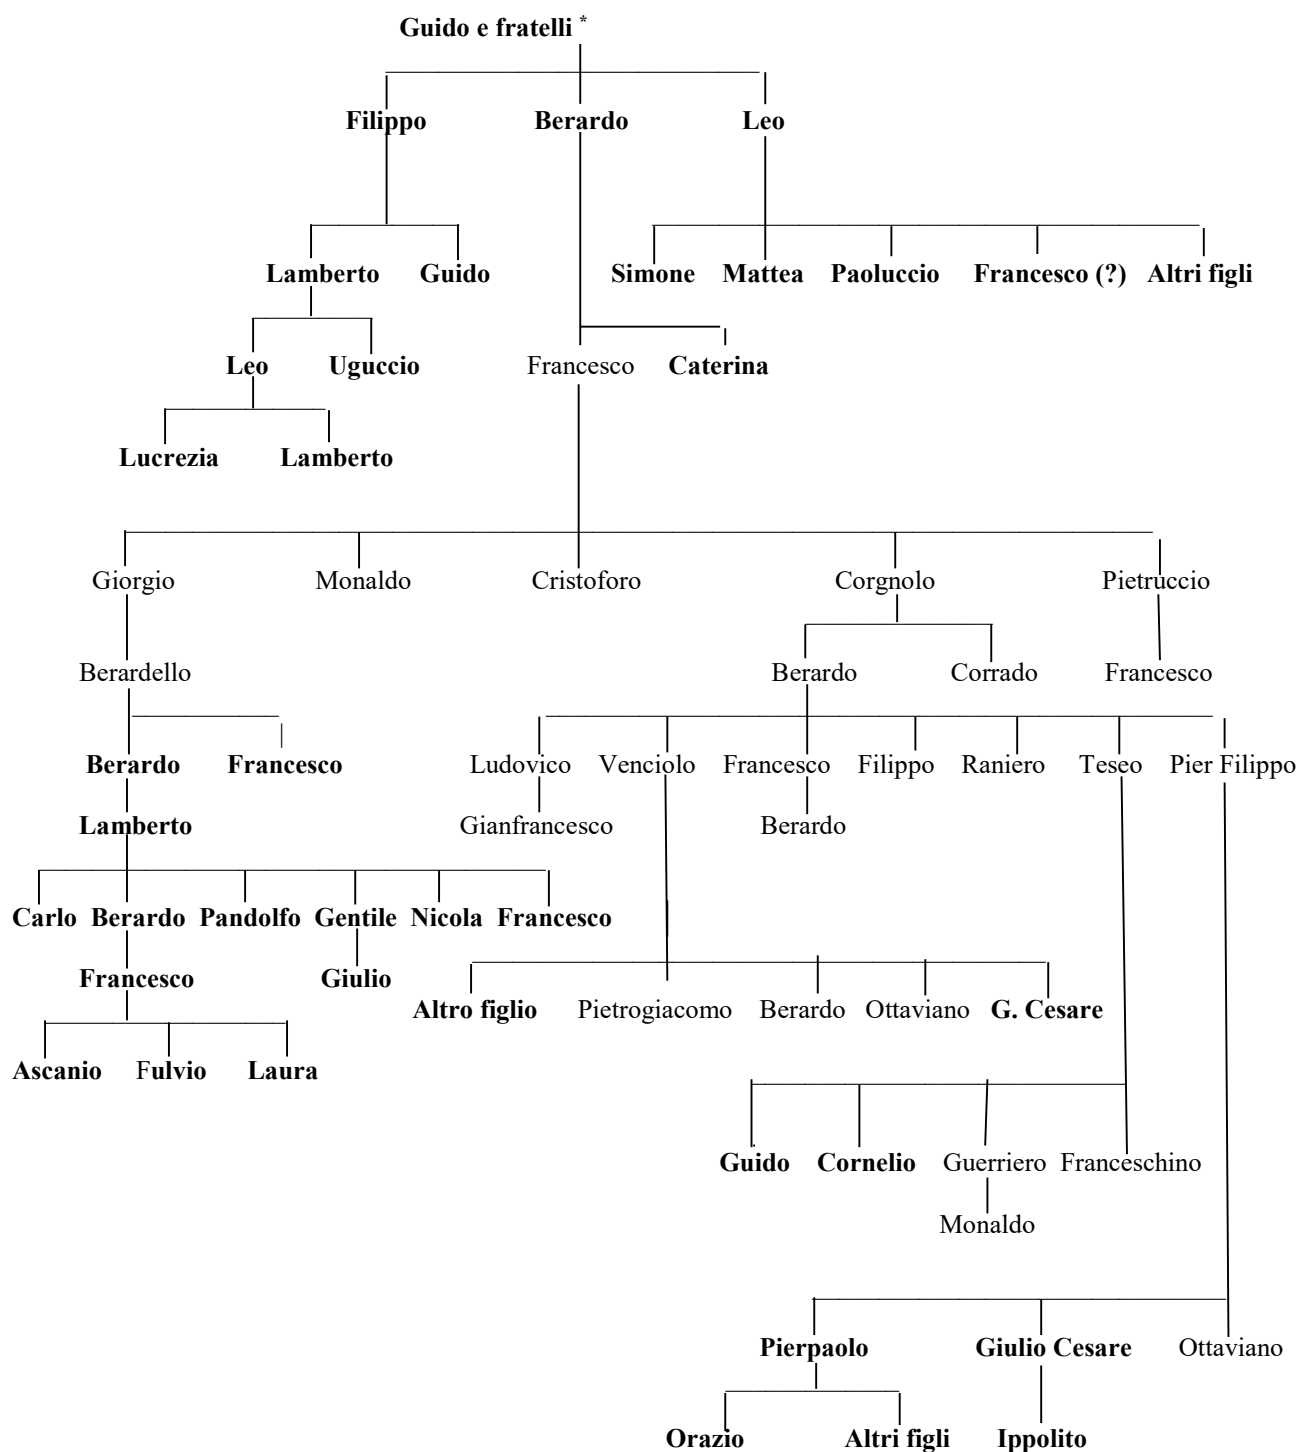 Guido e fratelli *
Filippo Berardo Leo
Lamberto Guido Simone Mattea Paoluccio Francesco (?) Altri figli
Leo Uguccio Francesco Caterina
Lucrezia Lamberto
Giorgio Monaldo Cristoforo Corgnolo Pietruccio
Berardello Berardo Corrado Francesco
Berardo Francesco Ludovico Venciolo Francesco Filippo Raniero Teseo Pier Filippo
Lamberto Gianfrancesco Berardo
Carlo Berardo Pandolfo Gentile Nicola Francesco
Francesco Giulio
Altro figlio Pietrogiacomo Berardo Ottaviano G. Cesare
Ascanio Fulvio Laura
Guido Cornelio Guerriero Franceschino
Monaldo
Pierpaolo Giulio Cesare Ottaviano
Orazio Altri figli Ippolito